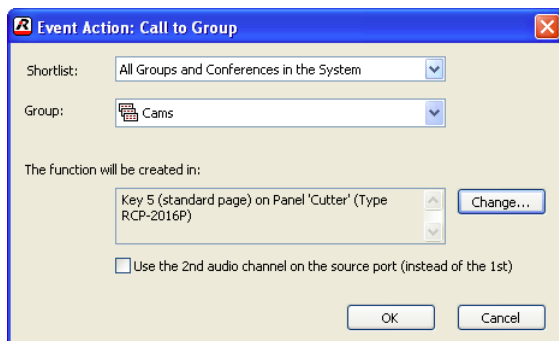 Event Action: Call to Group
Shortlist: All Groups and Conferences in the System
Group: Cams
The function will be created in:
Key 5 (standard page) on Panel 'Cutter' (Type
RCP-2016P)
Change...
Use the 2nd audio channel on the source port (instead of the 1st)
OK Cancel